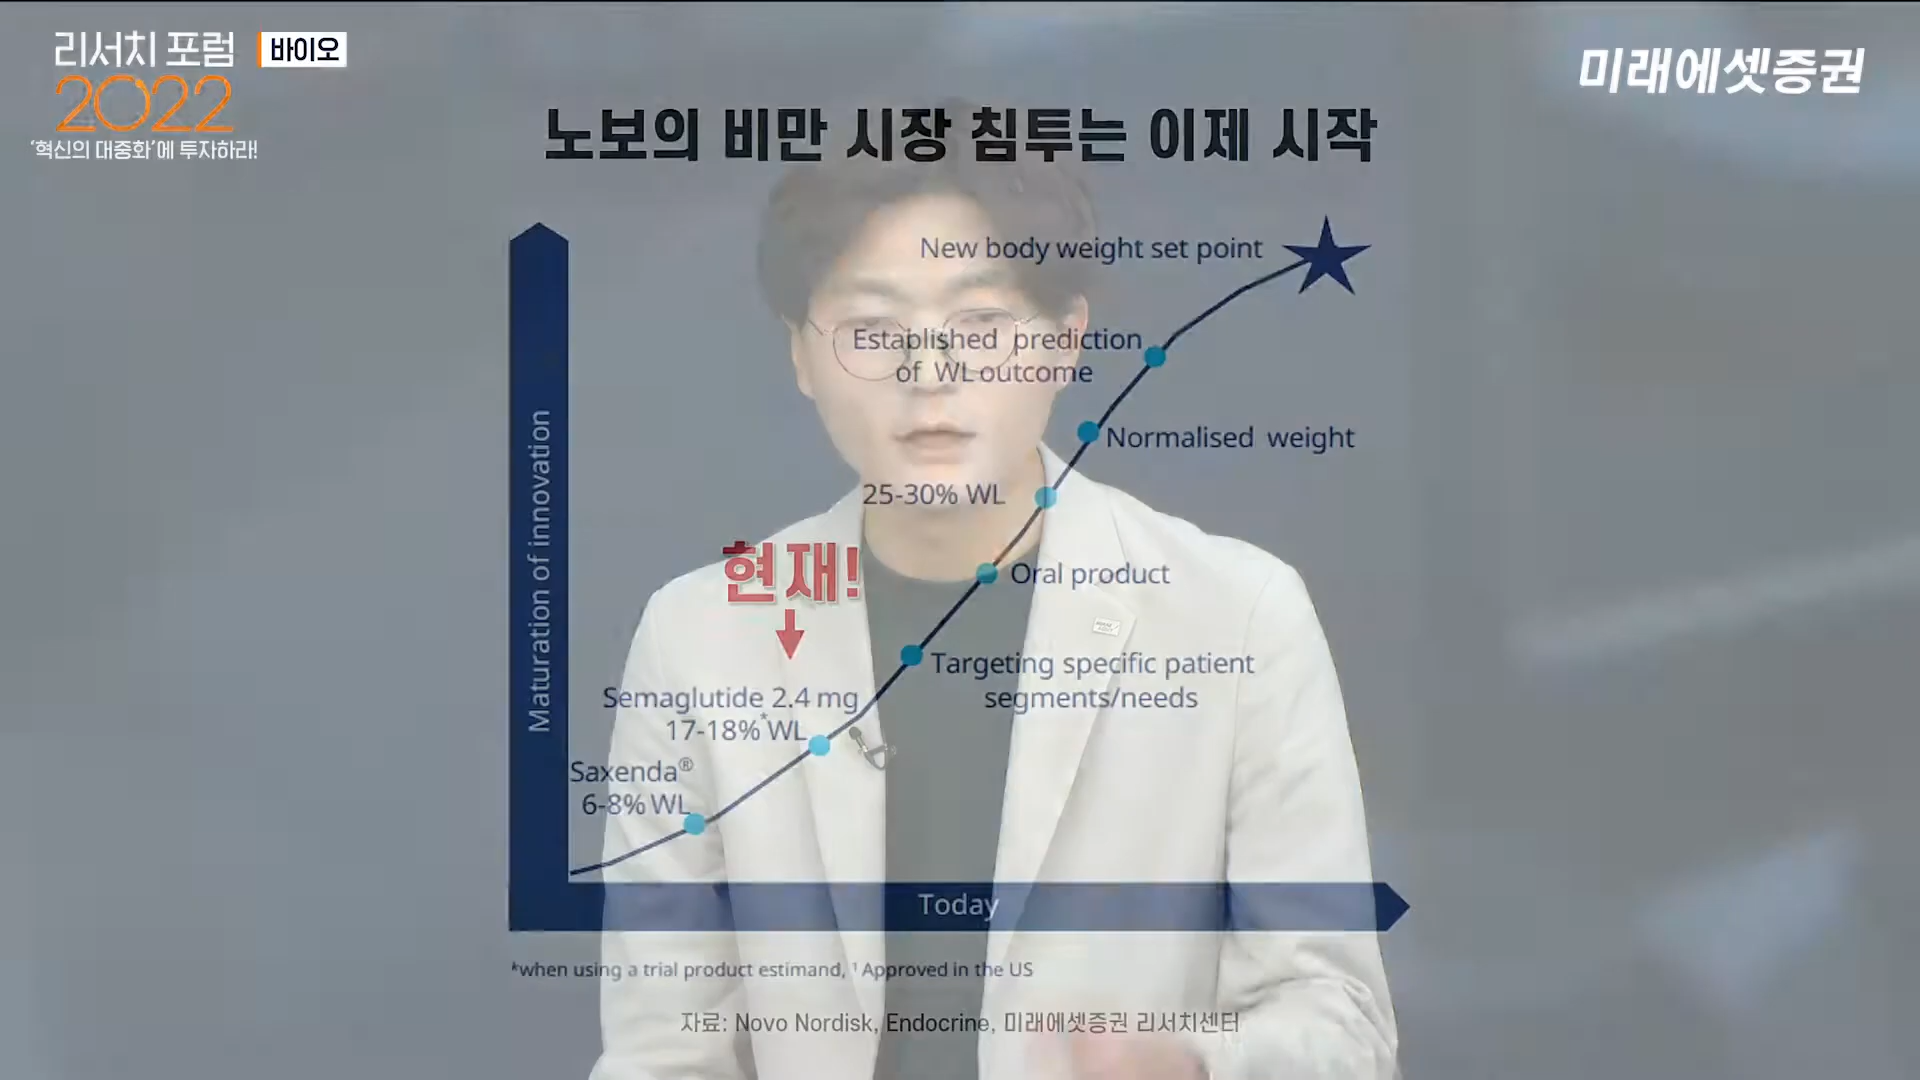 리서치 포럼 바이오
2022
'혁신의 대중화'에 투자하라!
미래에셋증권
노보의 비만 시장 침투는 이제 시작
New body weight set point
Established prediction
of WL outcome
Normalised weight
25-30% WL
현재!
Oral product
Targeting specific patient
segments/needs
Semaglutide 2.4 mg
17-18%* WL
Saxenda®
6-8% WL
Maturation of innovation
Today
*when using a trial product estimand, ¹ Approved in the US
자료: Novo Nordisk, Endocrine, 미래에셋증권 리서치센터